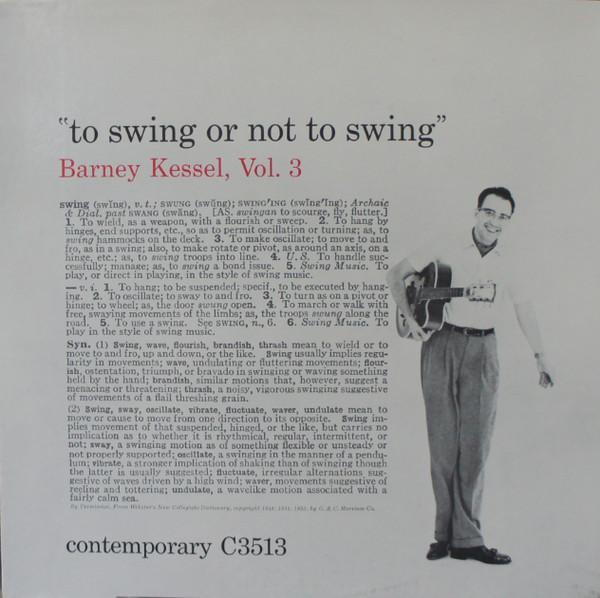 “to swing or not to swing”
Barney Kessel, Vol. 3
swing (swĭng), v. t.; SWUNG (swŭng); SWING'ING (swĭng'ĭng); Archaic
& Dial. past SWANG (swăng). [AS. swingan to scourge, fly, flutter.]
1. To wield, as a weapon, with a flourish or sweep. 2. To hang by
hinges, end supports, etc., so as to permit oscillation or turning; as, to
swing hammocks on the deck. 3. To make oscillate; to move to and
fro, as in a swing; also, to make rotate or pivot, as around an axis, on a
hinge, etc.; as, to swing troops into line. 4. U. S. To handle suc-
cessfully; manage; as, to swing a bond issue. 5. Swing Music. To
play, or direct in playing, in the style of swing music.
— v. i. 1. To hang; to be suspended; specif., to be executed by hang-
ing. 2. To oscillate; to sway to and fro. 3. To turn as on a pivot or
hinge; to wheel; as, the door swung open. 4. To march or walk with
free, swaying movements of the limbs; as, the troops swung along the
road. 5. To use a swing. See SWING, n., 6. 6. Swing Music. To
play in the style of swing music.
Syn. (1) Swing, wave, flourish, brandish, thrash mean to wield or to
move to and fro, up and down, or the like. Swing usually implies regu-
larity in movements; wave, undulating or fluttering movements; flour-
ish, ostentation, triumph, or bravado in swinging or waving something
held by the hand; brandish, similar motions that, however, suggest a
menacing or threatening; thrash, a noisy, vigorous swinging suggestive
of movements of a flail threshing grain.
(2) Swing, sway, oscillate, vibrate, fluctuate, waver, undulate mean to
move or cause to move from one direction to its opposite. Swing im-
plies movement of that suspended, hinged, or the like, but carries no
implication as to whether it is rhythmical, regular, intermittent, or
not; sway, a swinging motion as of something flexible or unsteady or
not properly supported; oscillate, a swinging in the manner of a pendu-
lum; vibrate, a stronger implication of shaking than of swinging though
the latter is usually suggested; fluctuate, irregular alternations sug-
gestive of waves driven by a high wind; waver, movements suggestive of
reeling and tottering; undulate, a wavelike motion associated with a
fairly calm sea.
By Permission. From Webster's New Collegiate Dictionary, copyright by G. & C. Merriam Co.
contemporary C3513